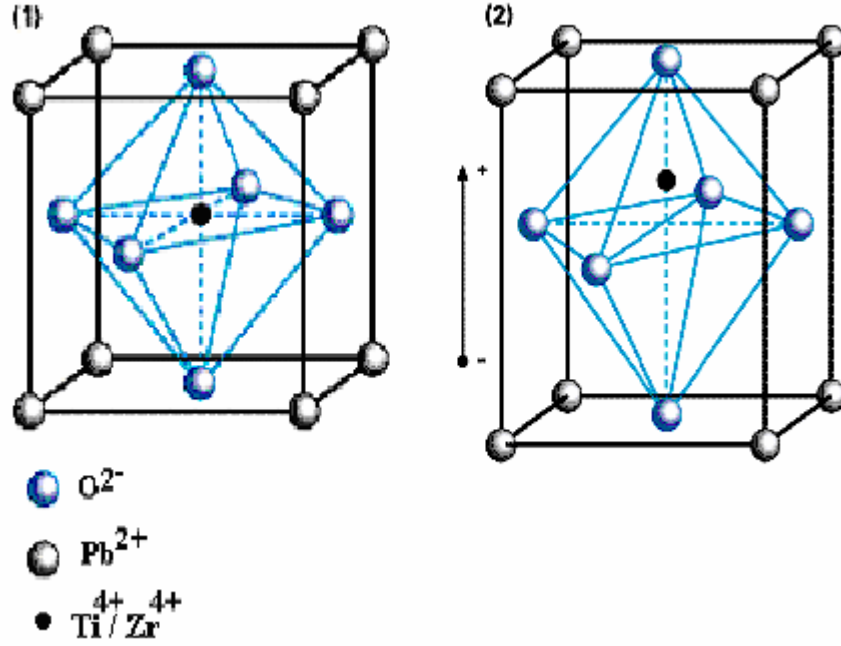 (1)
(2)
+
-
O²⁻
Pb²⁺
Ti⁴⁺/Zr⁴⁺